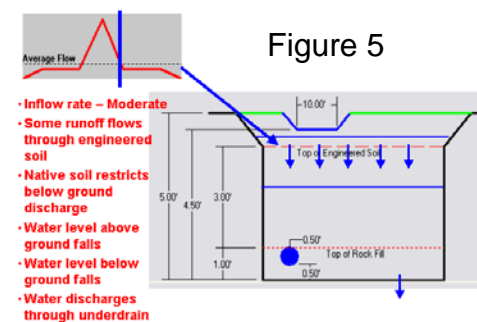 Figure 5
Average Flow
• Inflow rate – Moderate
• Some runoff flows
through engineered
soil
• Native soil restricts
below ground
discharge
• Water level above
ground falls
• Water level below
ground falls
• Water discharges
through underdrain
10.00'
Top of Engineered Soil
5.00'
4.50'
3.00'
1.00'
0.50'
Top of Rock Fill
0.50'